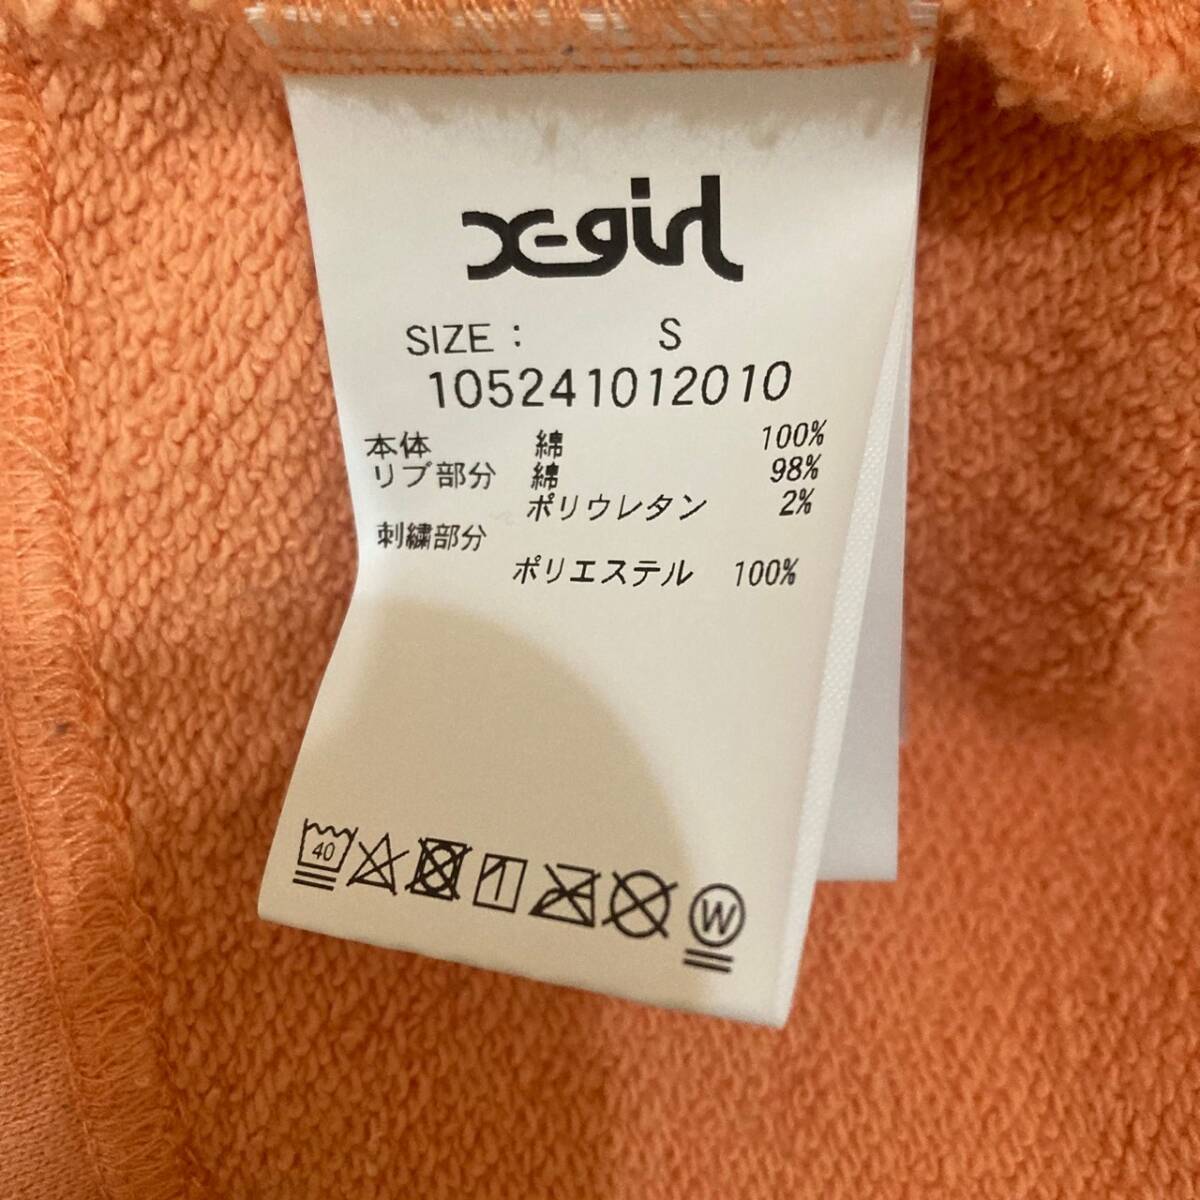 X-girl
SIZE : S
105241012010
本体 綿 100%
リブ部分 綿 98%
ポリウレタン 2%
刺繍部分
ポリエステル 100%
40
W